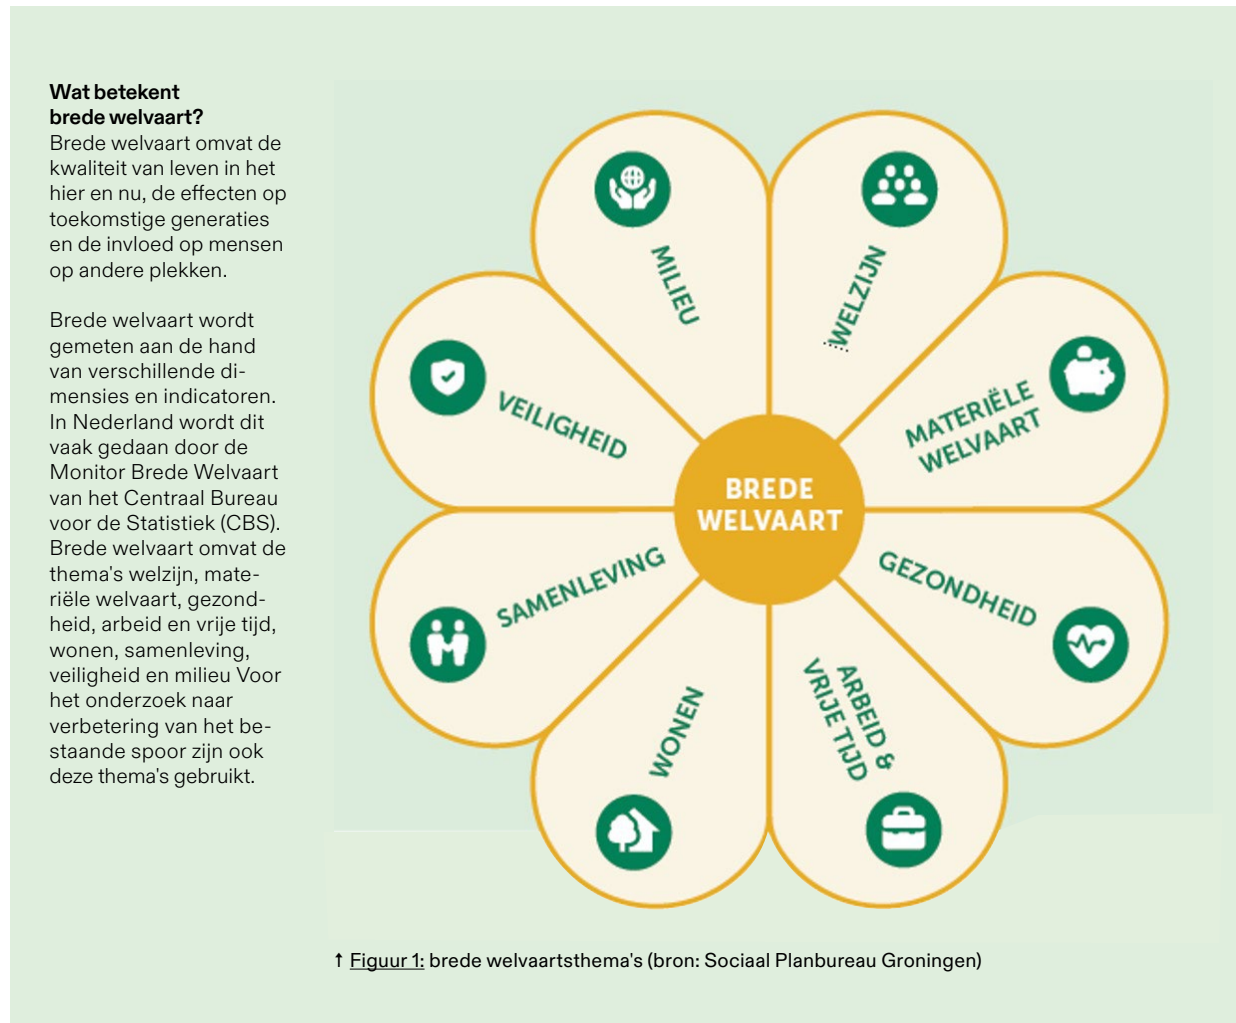 Wat betekent
brede welvaart?
Brede welvaart omvat de
kwaliteit van leven in het
hier en nu, de effecten op
toekomstige generaties
en de invloed op mensen
op andere plekken.
Brede welvaart wordt
gemeten aan de hand
van verschillende di-
mensies en indicatoren.
In Nederland wordt dit
vaak gedaan door de
Monitor Brede Welvaart
van het Centraal Bureau
voor de Statistiek (CBS).
Brede welvaart omvat de
thema's welzijn, mate-
riële welvaart, gezond-
heid, arbeid en vrije tijd,
wonen, samenleving,
veiligheid en milieu Voor
het onderzoek naar
verbetering van het be-
staande spoor zijn ook
deze thema's gebruikt.
MILIEU
WELZIJN
VEILIGHEID
MATERIËLE
WELVAART
BREDE
WELVAART
SAMENLEVING
GEZONDHEID
WONEN
ARBEID &
VRIJE TIJD
↑ Figuur 1: brede welvaartsthema's (bron: Sociaal Planbureau Groningen)